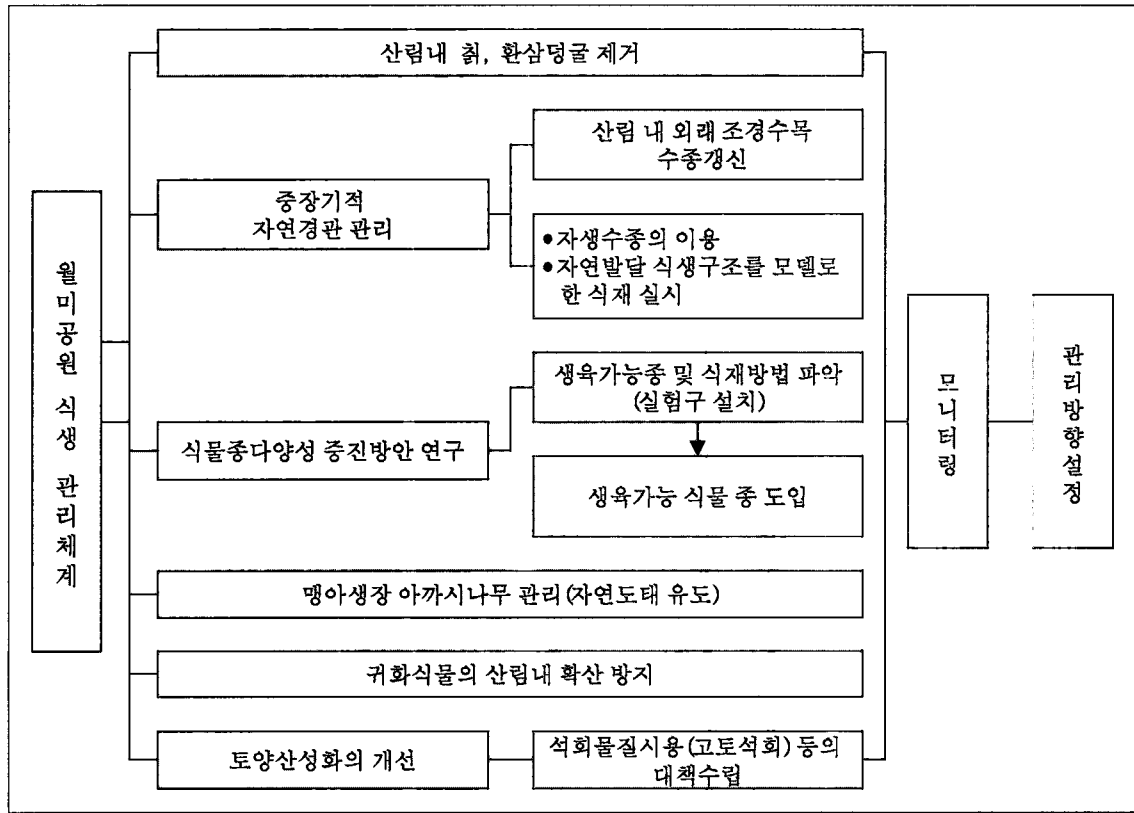 월미공원 식생 관리체계
산림내 칡, 환삼덩굴 제거
중장기적
자연경관 관리
산림 내 외래 조경수목
수종갱신
●자생수종의 이용
●자연발달 식생구조를 모델로
한 식재 실시
식물종다양성 증진방안 연구
생육가능종 및 식재방법 파악
(실험구 설치)
생육가능 식물 종 도입
맹아생장 아까시나무 관리(자연도태 유도)
귀화식물의 산림내 확산 방지
토양산성화의 개선
석회물질시용(고토석회) 등의
대책수립
모니터링
관리방향설정